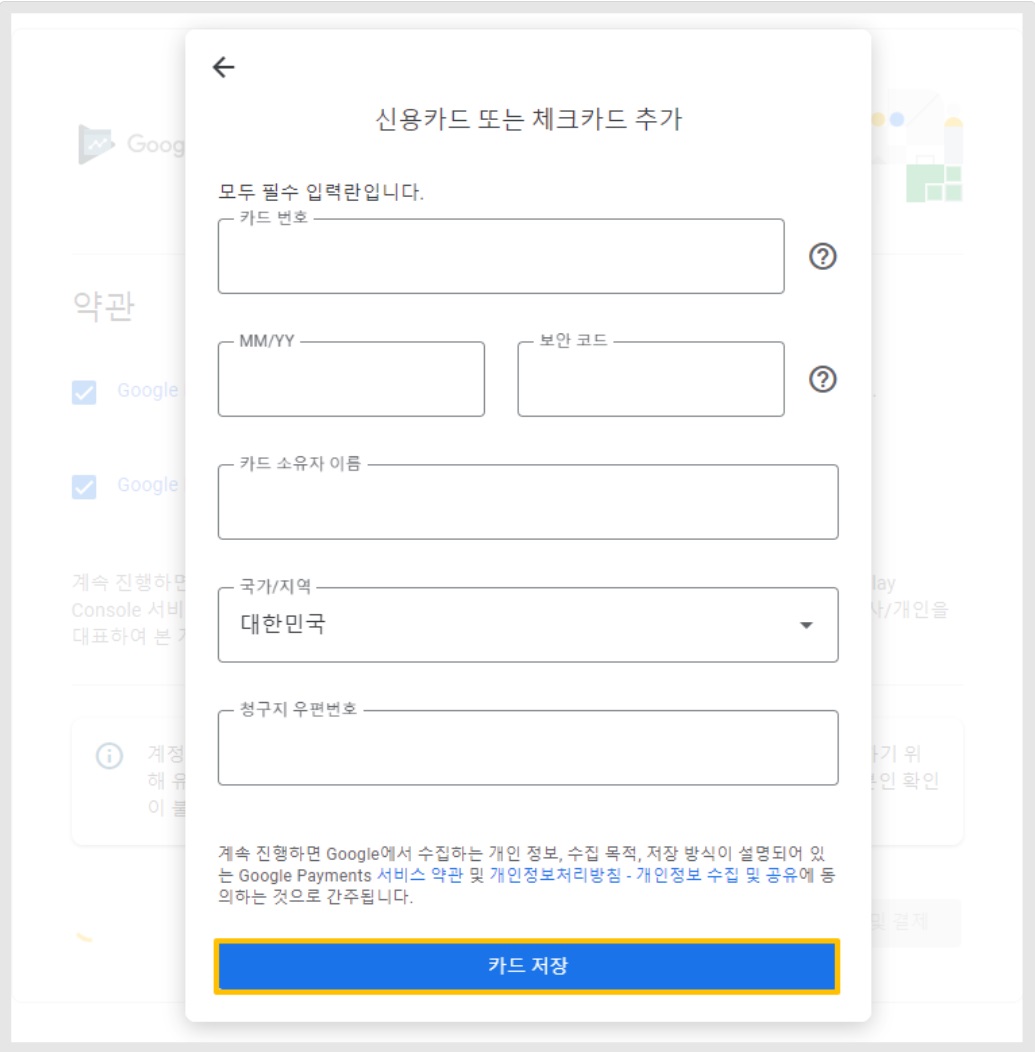 신용카드 또는 체크카드 추가
Goog
모두 필수 입력란입니다.
카드 번호
약관
MM/YY
보안 코드
Google
카드 소유자 이름
Google
국가/지역
대한민국
계속 진행하면
Console 서비
사/개인을
대표하여 본
청구지 우편번호
계정
하기 위
해 유
본인 확인
이 불
계속 진행하면 Google에서 수집하는 개인 정보, 수집 목적, 저장 방식이 설명되어 있
는 Google Payments 서비스 약관 및 개인정보처리방침 - 개인정보 수집 및 공유에 동
의하는 것으로 간주됩니다.
및 결제
카드 저장